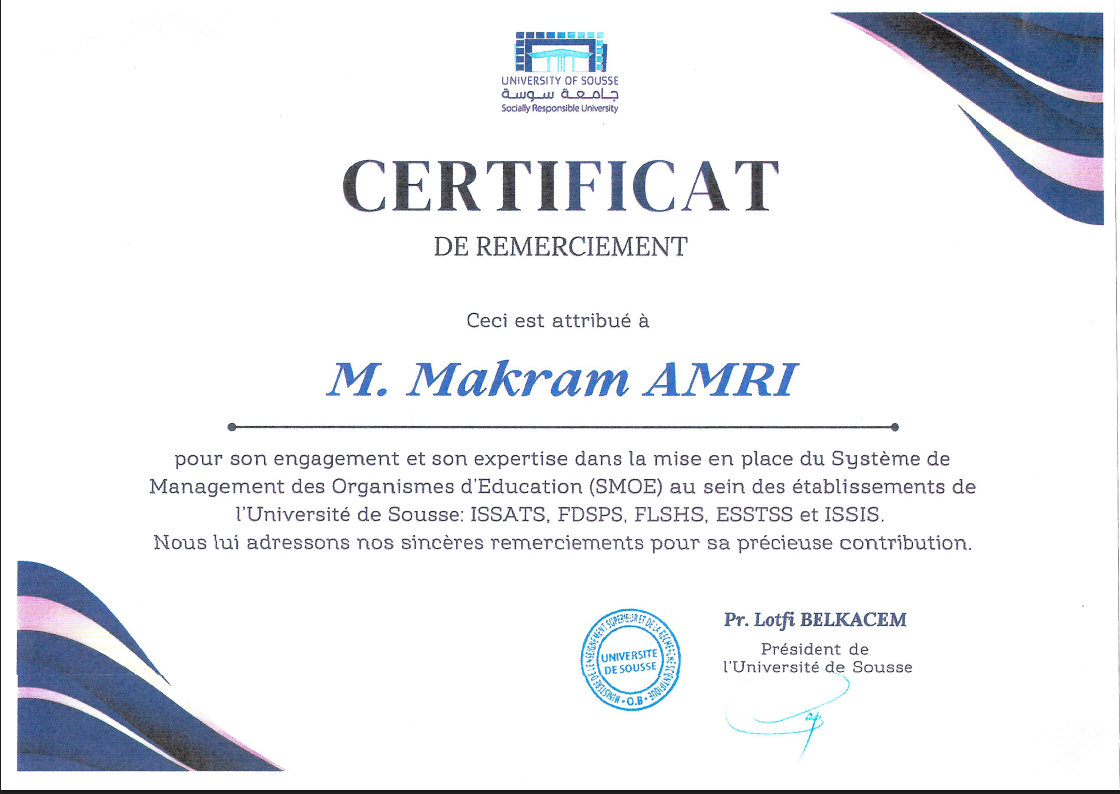 UNIVERSITY OF SOUSSE
جامعة سوسة
Socially Responsible University
CERTIFICAT
DE REMERCIEMENT
Ceci est attribué à
M. Makram AMRI
pour son engagement et son expertise dans la mise en place du Système de
Management des Organismes d'Education (SMOE) au sein des établissements de
l'Université de Sousse: ISSATS, FDSPS, FLSHS, ESSTSS et ISSIS.
Nous lui adressons nos sincères remerciements pour sa précieuse contribution.
MINISTERE DE L'ENSEIGNEMENT SUPERIEUR ET DE LA RECHERCHE SCIENTIFIQUE
UNIVERSITE
DE SOUSSE
• O.B •
Pr. Lotfi BELKACEM
Président de
l'Université de Sousse